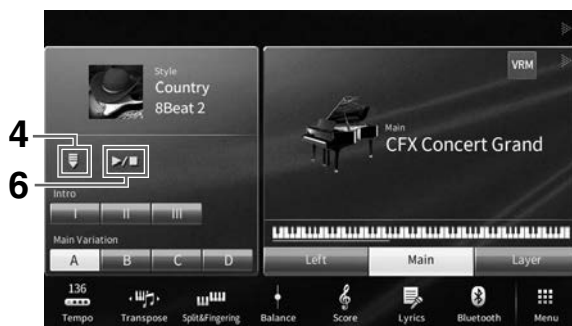 Style
Country
8Beat 2
4
6
Intro
I II III
Main Variation
A B C D
VRM
Main
CFX Concert Grand
Left Main Layer
136
Tempo Transpose Split&Fingering Balance Score Lyrics Bluetooth Menu